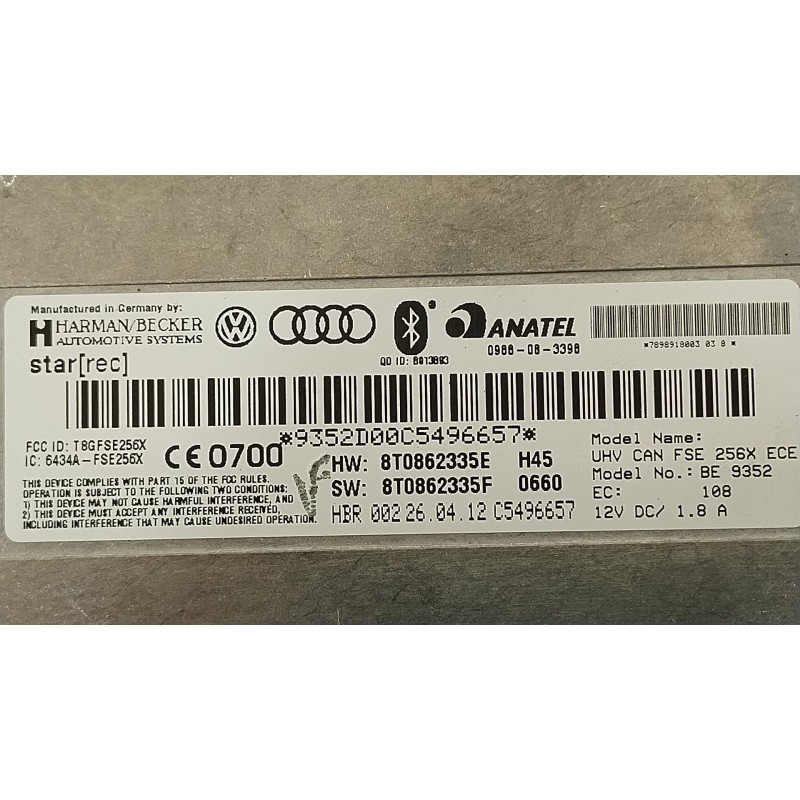 Manufactured in Germany by:
HARMAN/BECKER
AUTOMOTIVE SYSTEMS
star[rec]
QD ID: B013893
ANATEL
0988-08-3398
*7898918003 03 8 *
*9352D00C5496657*
FCC ID: T8GFSE256X
IC: 6434A-FSE256X
CE 0700
THIS DEVICE COMPLIES WITH PART 15 OF THE FCC RULES.
OPERATION IS SUBJECT TO THE FOLLOWING TWO CONDITIONS:
1) THIS DEVICE MAY NOT CAUSE HARMFUL INTERFERENCE, AND
2) THIS DEVICE MUST ACCEPT ANY INTERFERENCE RECEIVED,
INCLUDING INTERFERENCE THAT MAY CAUSE UNDESIRED OPERATION.
HW: 8T0862335E H45
SW: 8T0862335F 0660
HBR 002 26.04.12 C5496657
Model Name:
UHV CAN FSE 256X ECE
Model No.: BE 9352
EC: 108
12V DC/ 1.8 A